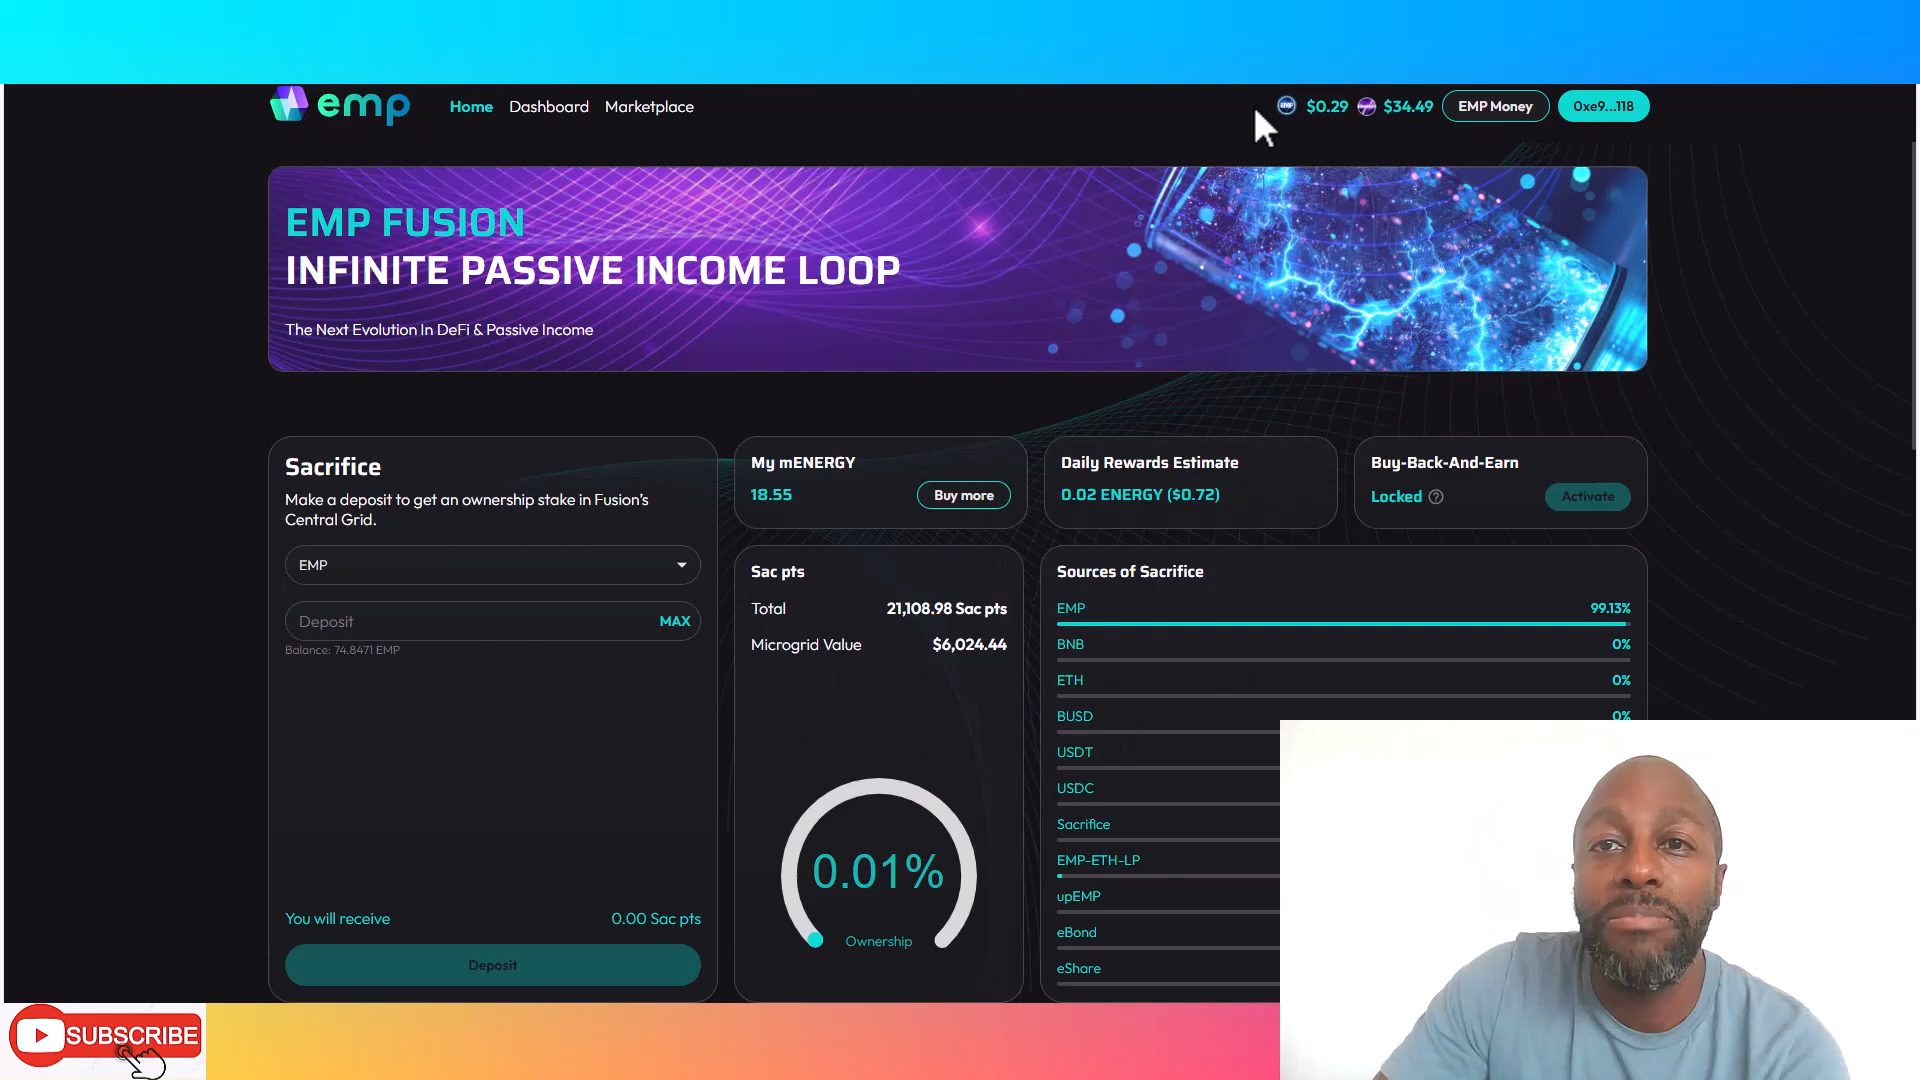 emp
Home
Dashboard
Marketplace
EMP
$0.29
$34.49
EMP Money
0xe9...118
EMP FUSION
INFINITE PASSIVE INCOME LOOP
The Next Evolution In DeFi & Passive Income
Sacrifice
Make a deposit to get an ownership stake in Fusion's
Central Grid.
EMP
Deposit
MAX
Balance: 74.8471 EMP
You will receive
0.00 Sac pts
Deposit
My mENERGY
18.55
Buy more
Daily Rewards Estimate
0.02 ENERGY ($0.72)
Buy-Back-And-Earn
Locked
?
Activate
Sac pts
Total
21,108.98 Sac pts
Microgrid Value
$6,024.44
0.01%
Ownership
Sources of Sacrifice
EMP
99.13%
BNB
0%
ETH
0%
BUSD
0%
USDT
USDC
Sacrifice
EMP-ETH-LP
upEMP
eBond
eShare
SUBSCRIBE